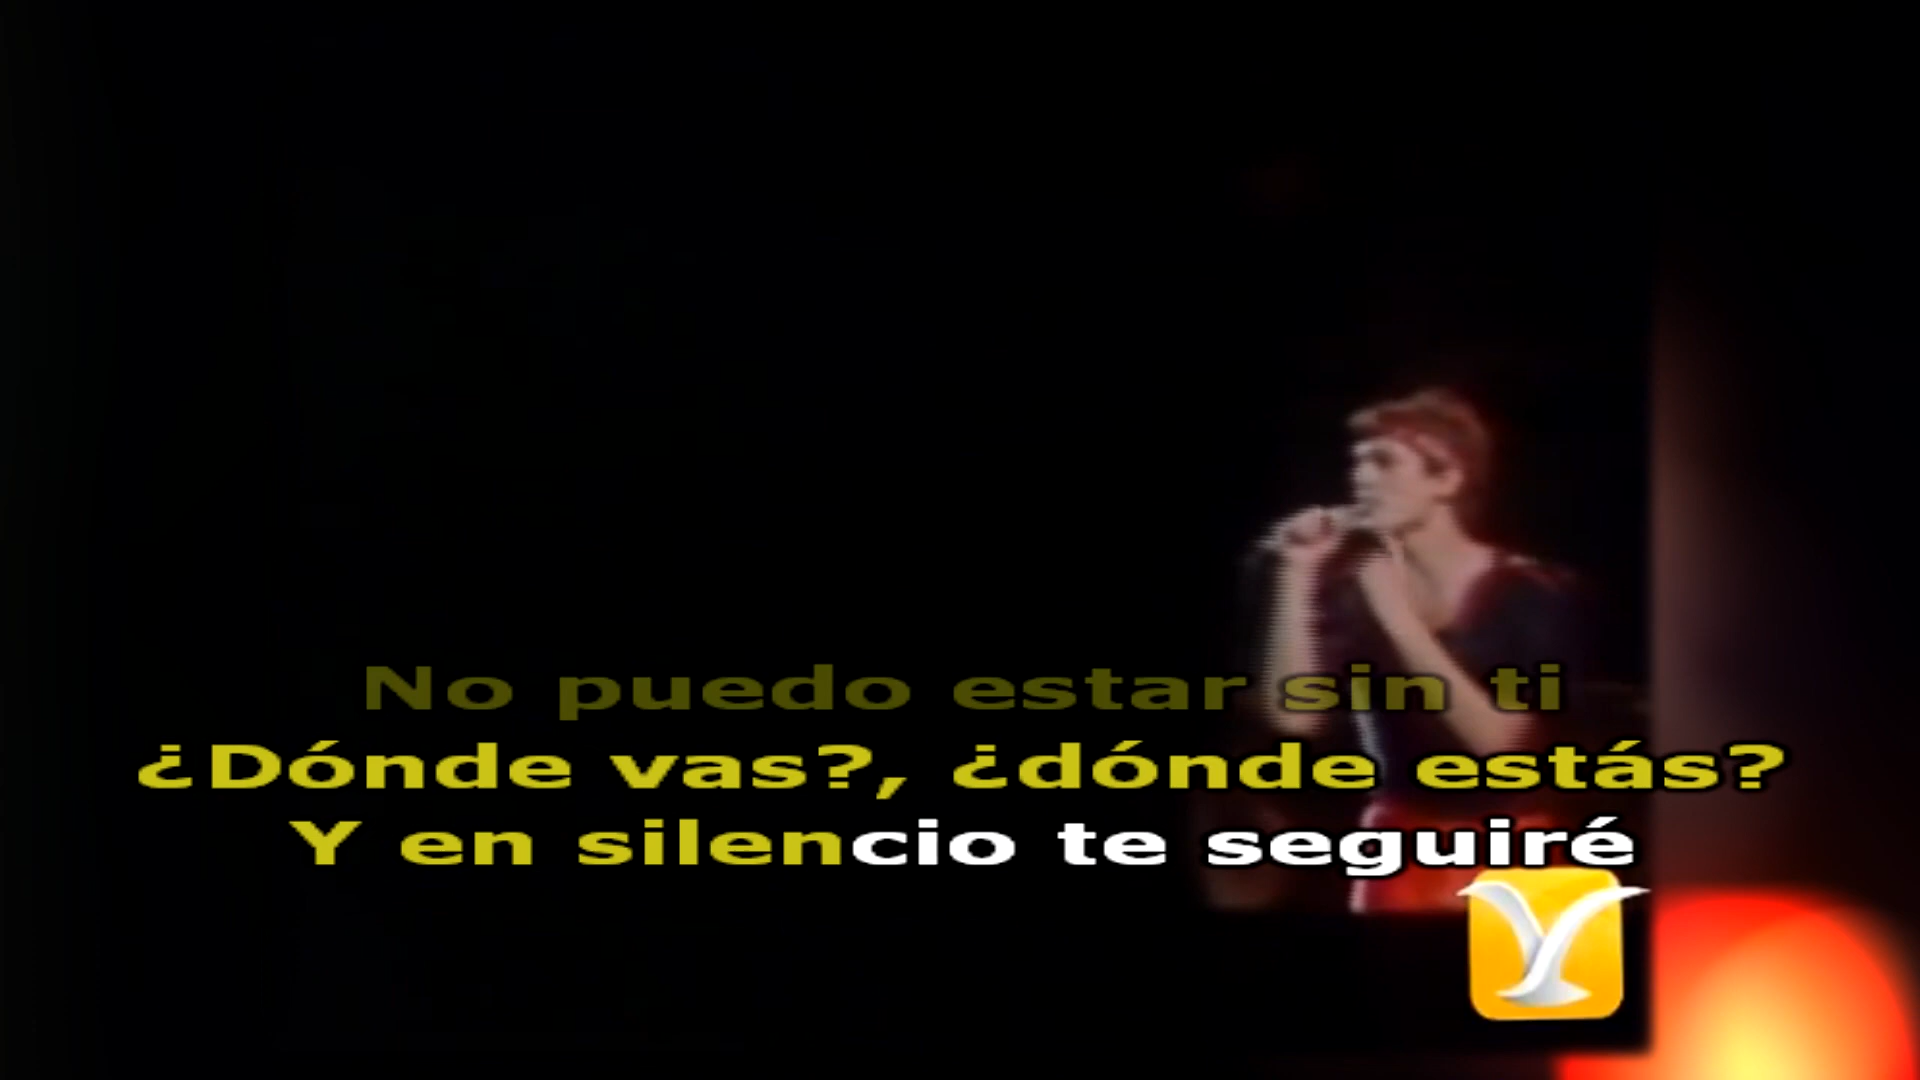 No puedo estar sin ti
¿Dónde vas?, ¿dónde estás?
Y en silencio te seguiré